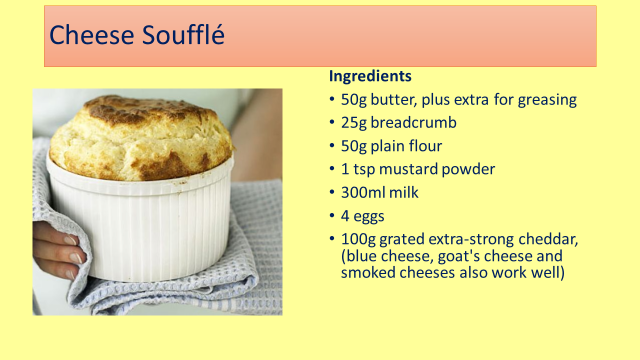 Cheese Soufflé
Ingredients
• 50g butter, plus extra for greasing
• 25g breadcrumb
• 50g plain flour
• 1 tsp mustard powder
• 300ml milk
• 4 eggs
• 100g grated extra-strong cheddar,
(blue cheese, goat's cheese and
smoked cheeses also work well)